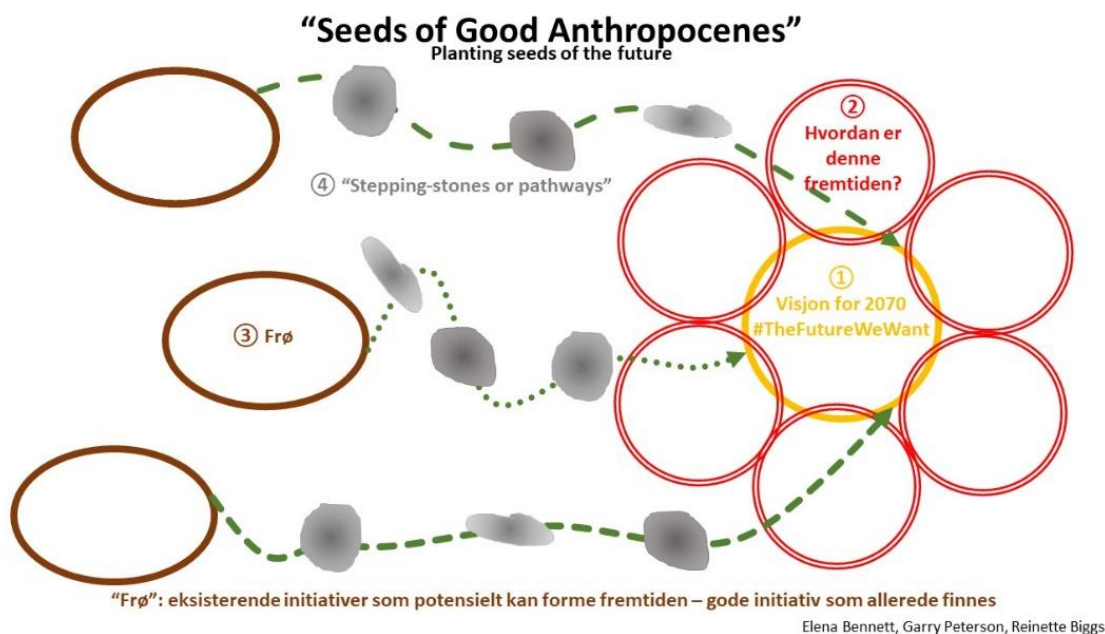 “Seeds of Good Anthropocenes”
Planting seeds of the future
② Hvordan er
denne
fremtiden?
④ “Stepping-stones or pathways”
①
Visjon for 2070
#TheFutureWeWant
③ Frø
“Frø”: eksisterende initiativer som potensielt kan forme fremtiden – gode initiativ som allerede finnes
Elena Bennett, Garry Peterson, Reinette Biggs